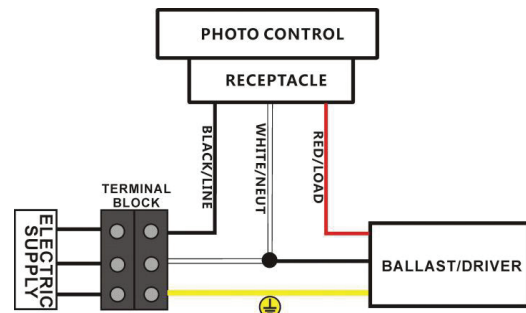 PHOTO CONTROL
RECEPTACLE
BLACK/LINE
WHITE/NEUT
RED/LOAD
TERMINAL
BLOCK
ELECTRIC
SUPPLY
BALLAST/DRIVER